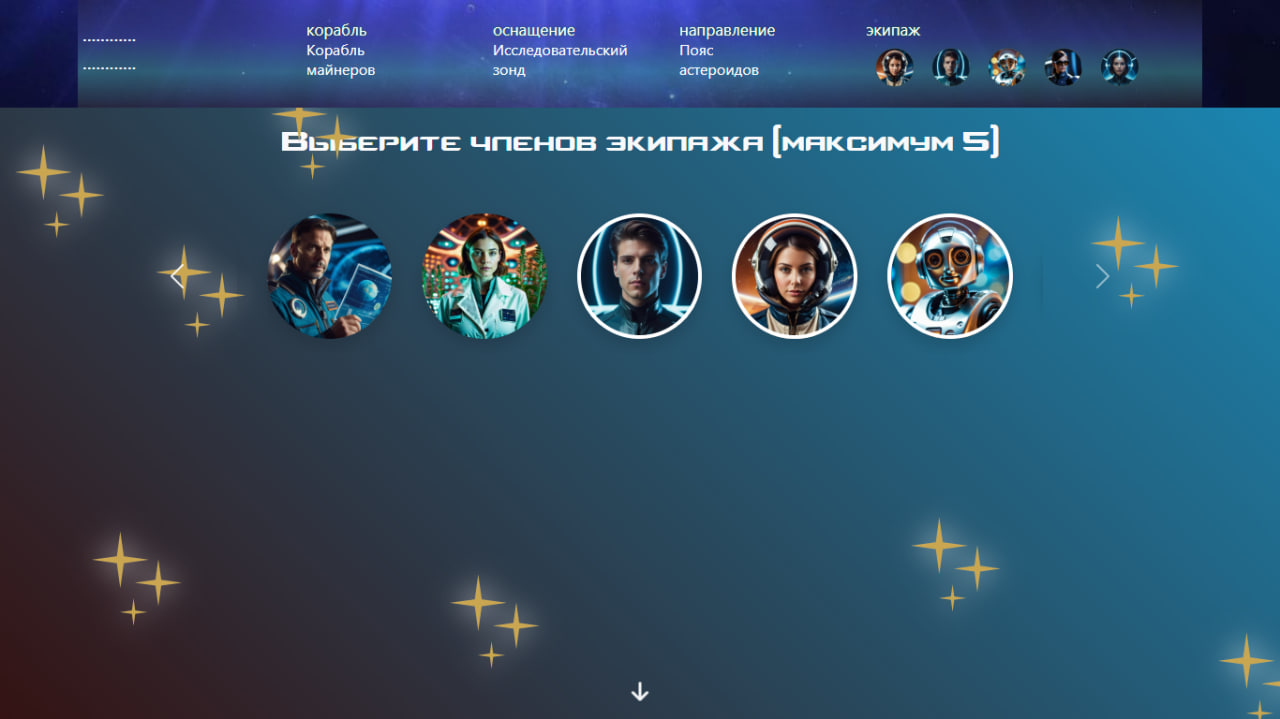 корабль
Корабль
майнеров
оснащение
Исследовательский
зонд
направление
Пояс
астероидов
экипаж
Выберите членов экипажа (максимум 5)